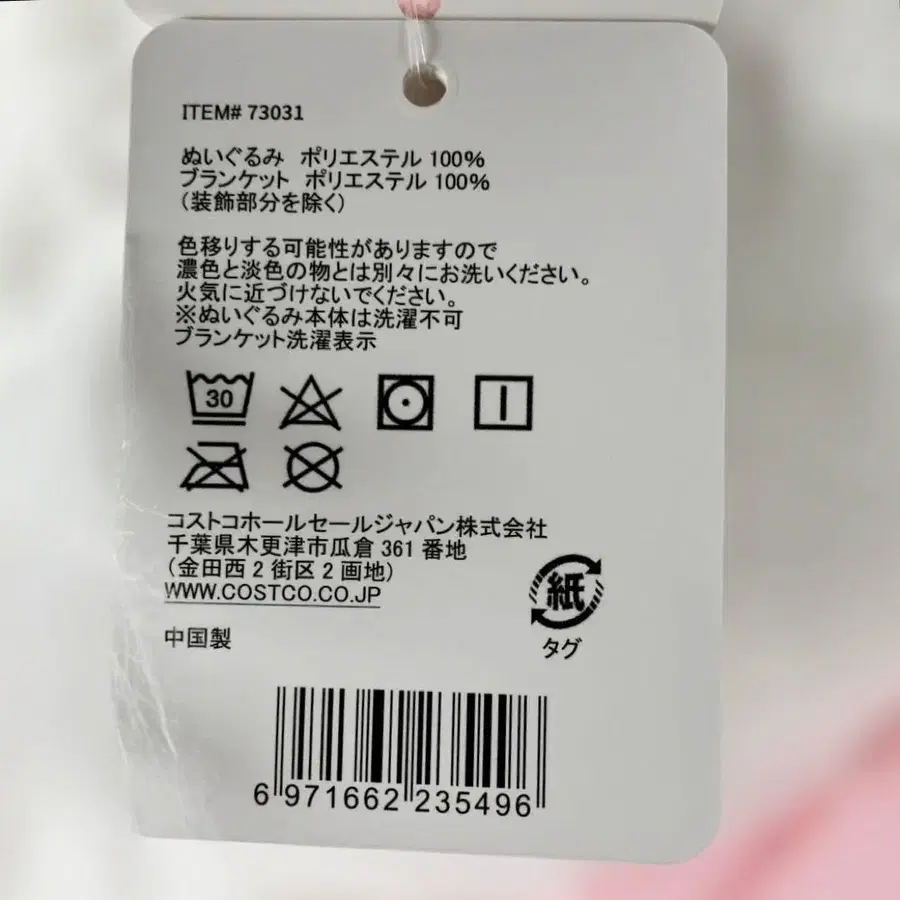 ITEM# 73031
ぬいぐるみ ポリエステル 100%
ブランケット ポリエステル 100%
(装飾部分を除く)
色移りする可能性がありますので
濃色と淡色の物とは別々にお洗いください。
火気に近づけないでください。
※ぬいぐるみ本体は洗濯不可
ブランケット洗濯表示
30
コストコホールセールジャパン株式会社
千葉県木更津市瓜倉 361 番地
(金田西 2 街区 2 画地)
WWW.COSTCO.CO.JP
中国製
紙
タグ
6 971662 235496